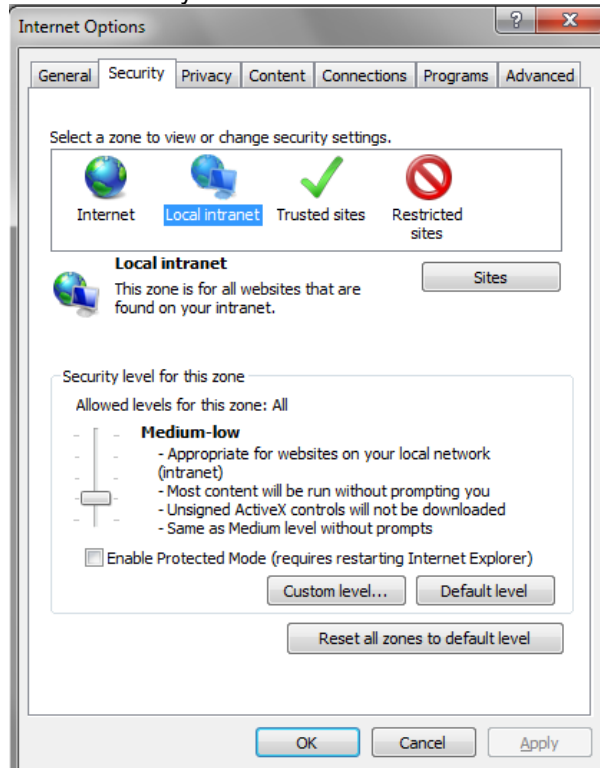 Internet Options
General Security Privacy Content Connections Programs Advanced
Select a zone to view or change security settings.
Internet Local intranet Trusted sites Restricted
sites
Local intranet
Sites
This zone is for all websites that are
found on your intranet.
Security level for this zone
Allowed levels for this zone: All
Medium-low
- Appropriate for websites on your local network
(intranet)
- Most content will be run without prompting you
- Unsigned ActiveX controls will not be downloaded
- Same as Medium level without prompts
Enable Protected Mode (requires restarting Internet Explorer)
Custom level... Default level
Reset all zones to default level
OK Cancel Apply